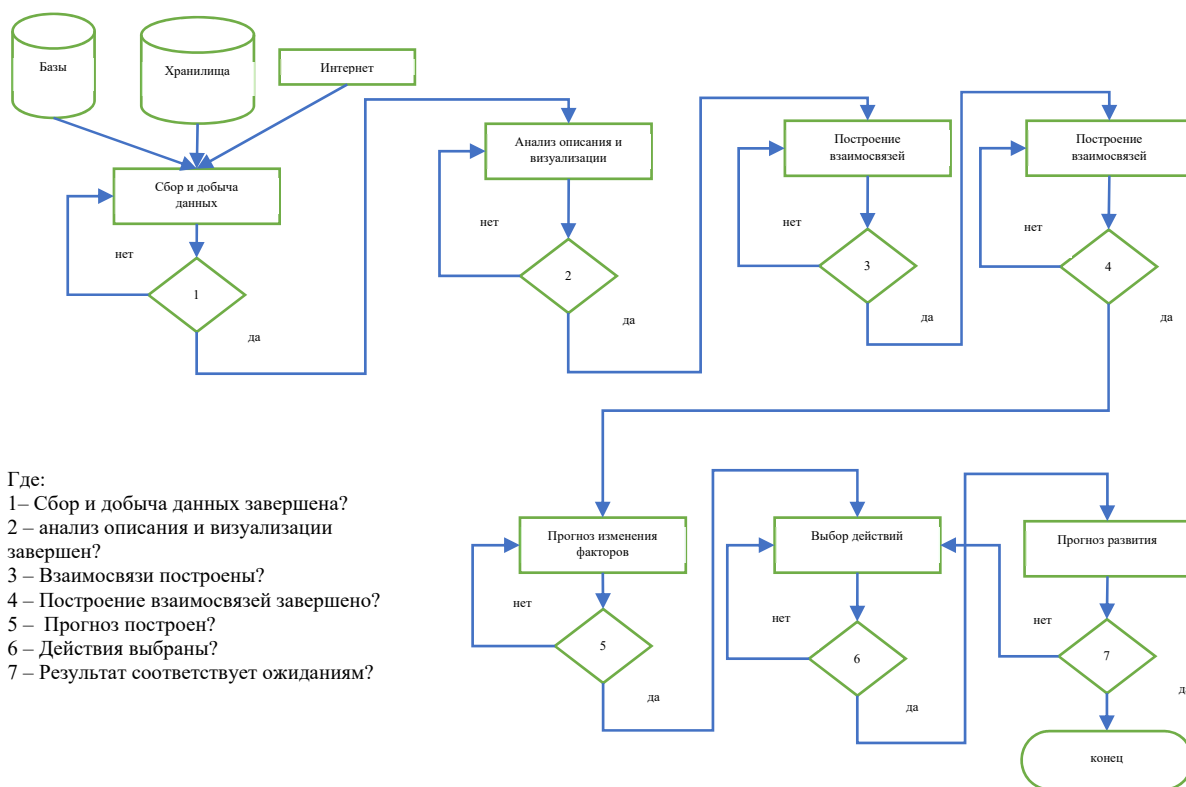 Базы
Хранилища
Интернет
Сбор и добыча
данных
нет
1
да
Анализ описания и
визуализации
нет
2
да
Построение
взаимосвязей
нет
3
да
Построение
взаимосвязей
нет
4
да
Где:
1– Сбор и добыча данных завершена?
2 – анализ описания и визуализации
завершен?
3 – Взаимосвязи построены?
4 – Построение взаимосвязей завершено?
5 – Прогноз построен?
6 – Действия выбраны?
7 – Результат соответствует ожиданиям?
Прогноз изменения
факторов
нет
5
да
Выбор действий
нет
6
да
Прогноз развития
нет
7
конец